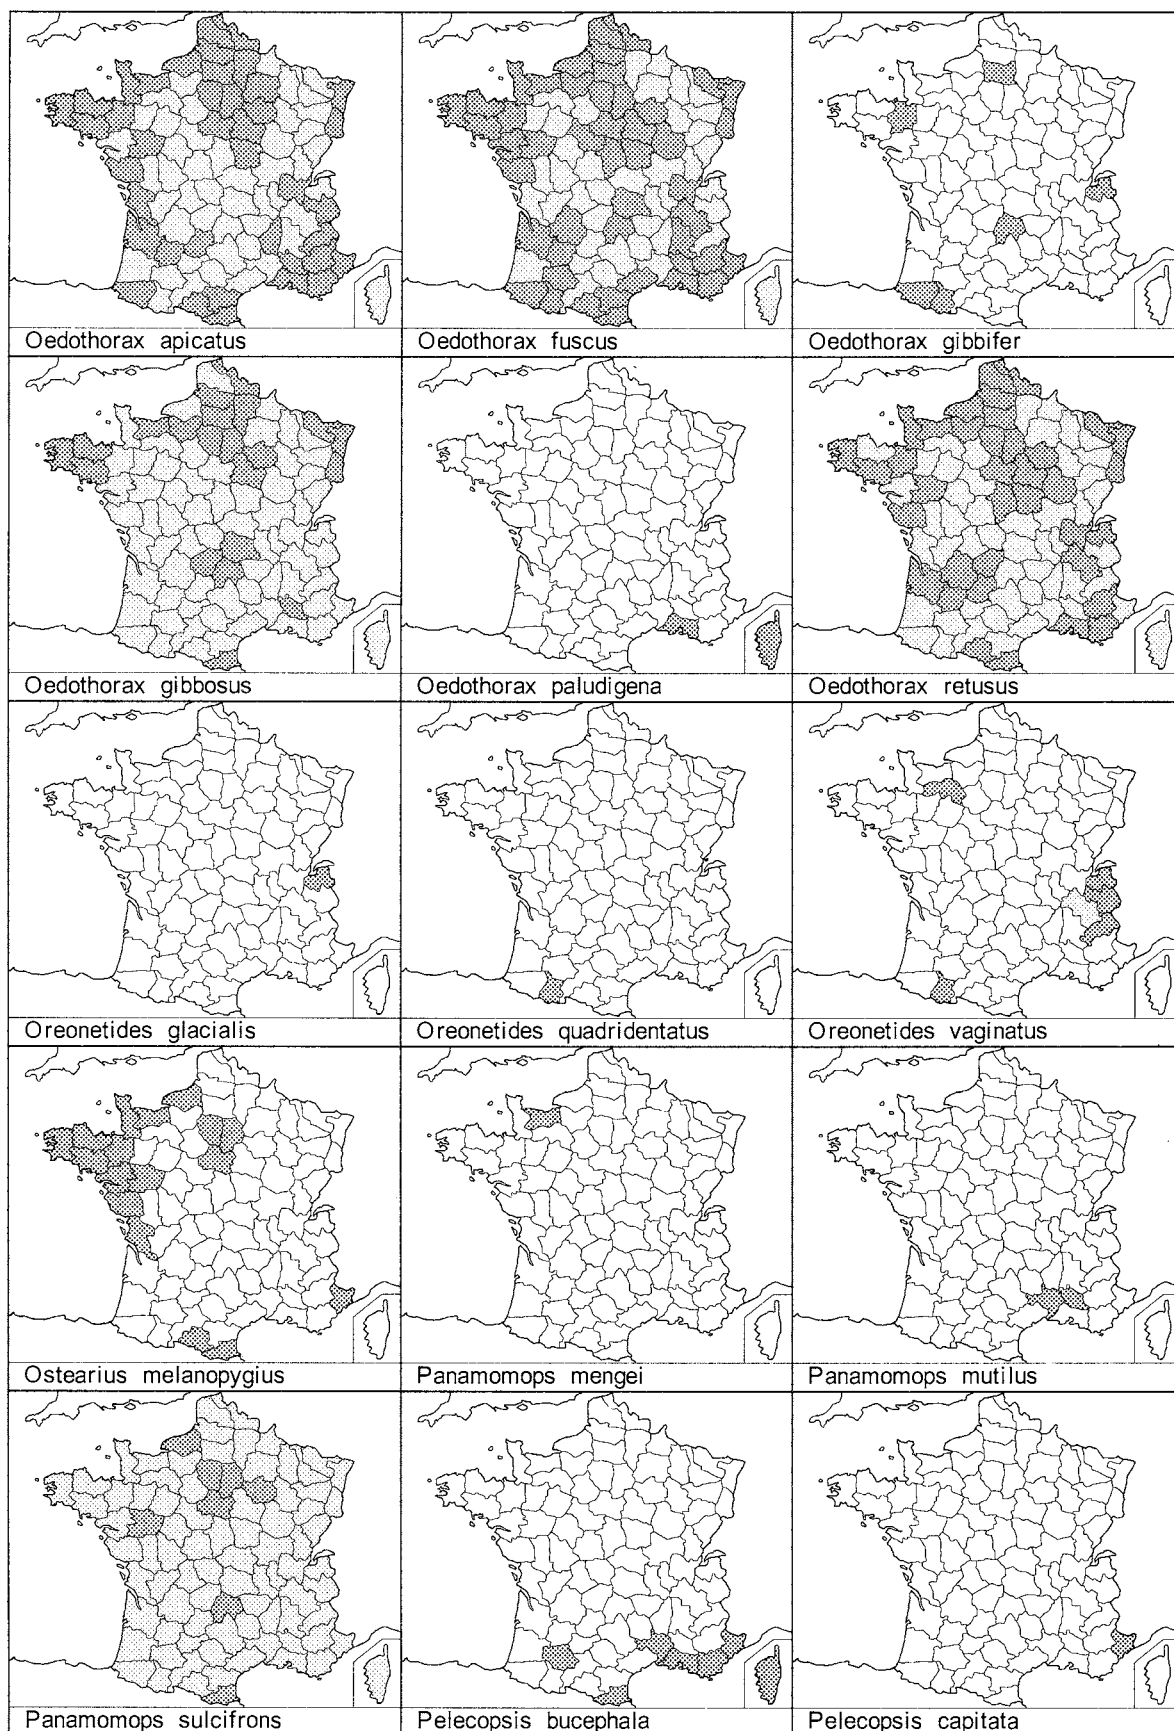 Oedothorax apicatus
Oedothorax fuscus
Oedothorax gibbifer
Oedothorax gibbosus
Oedothorax paludigena
Oedothorax retusus
Oreonetides glacialis
Oreonetides quadridentatus
Oreonetides vaginatus
Ostearius melanopygius
Panamomops mengei
Panamomops mutilus
Panamomops sulcifrons
Pelecopsis bucephala
Pelecopsis capitata